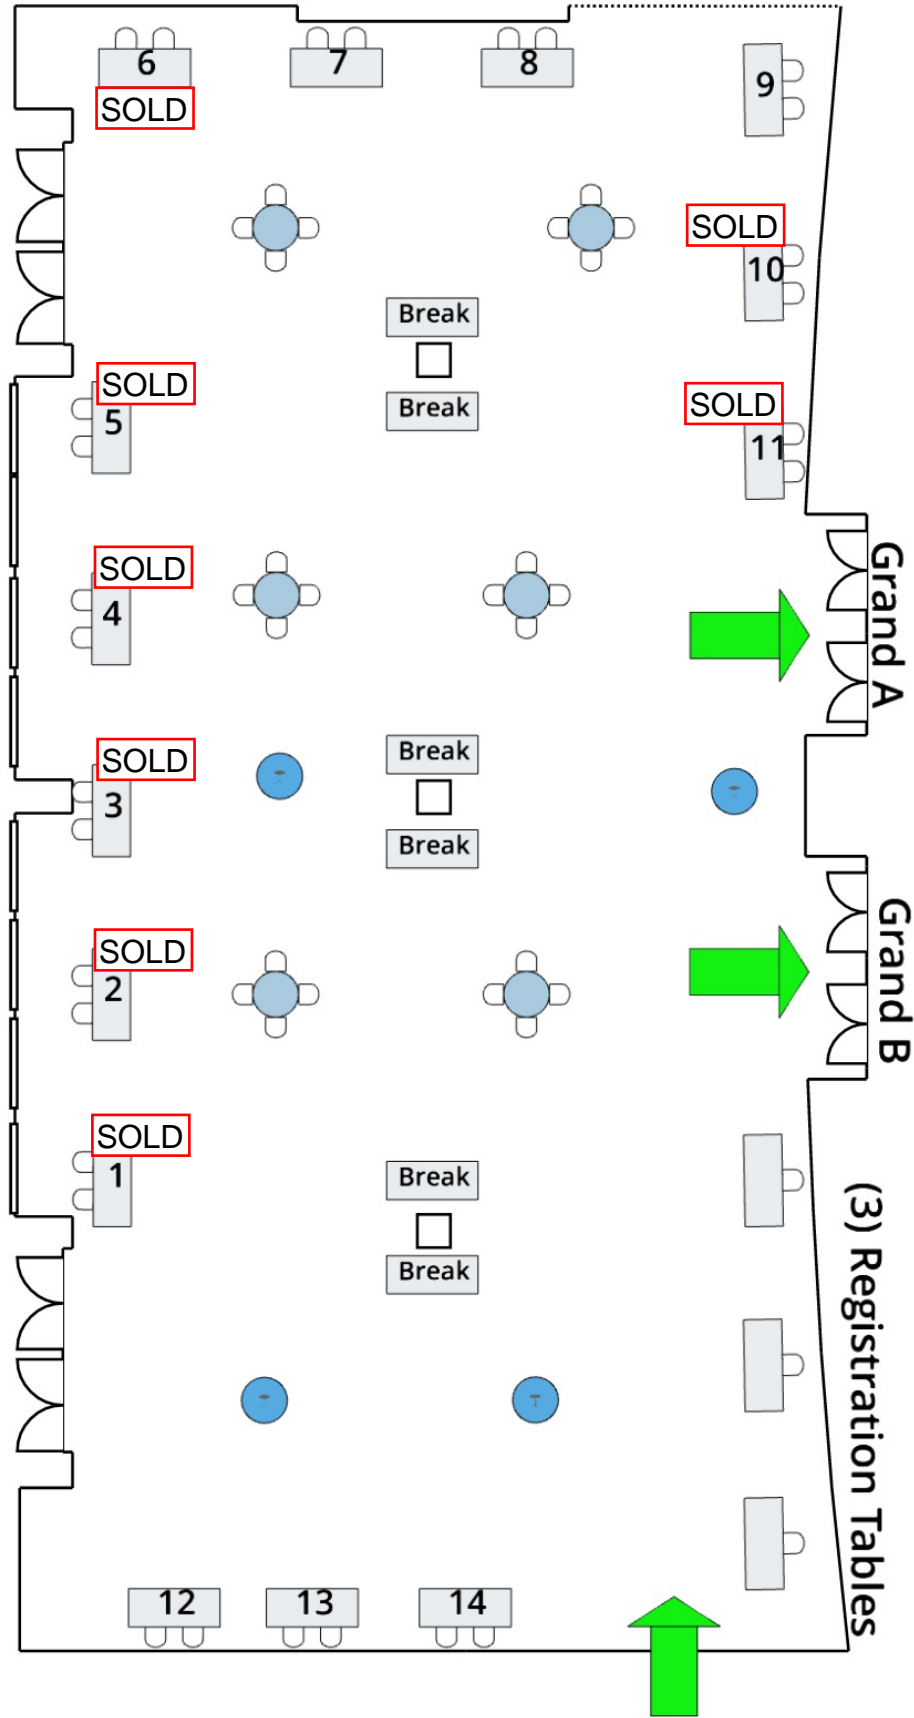 6
7
8
9
SOLD
SOLD
10
Break
Break
SOLD
5
SOLD
11
SOLD
4
Grand A
SOLD
3
Break
Break
SOLD
2
Grand B
SOLD
1
Break
Break
(3) Registration Tables
12
13
14